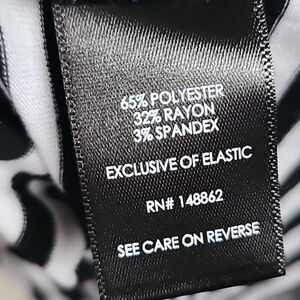 65% POLYESTER
32% RAYON
3% SPANDEX
EXCLUSIVE OF ELASTIC
RN# 148862
SEE CARE ON REVERSE